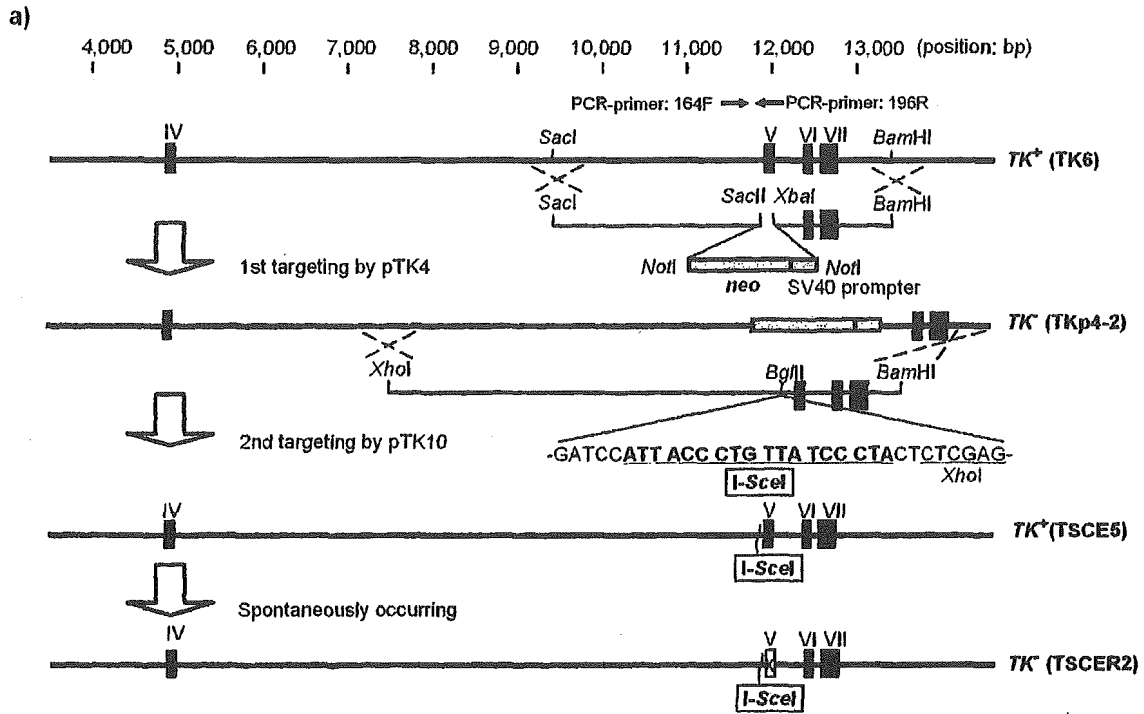 a)
4,000 5,000 6,000 7,000 8,000 9,000 10,000 11,000 12,000 13,000 (position: bp)
PCR-primer: 164F PCR-primer: 196R
IV SacI V VI VII BamHI
TK⁺ (TK6)
SacI SacII XbaI BamHI
1st targeting by pTK4
NotI NotI
neo SV40 prompter
TK⁻ (TKp4-2)
XhoI BglII BamHI
2nd targeting by pTK10
-GATCCATT ACCC CTG TTA TCCC CTACTCTCGAG-
I-SceI XhoI
IV V VI VII
TK⁺(TSCE5)
I-SceI
Spontaneously occurring
IV V VI VII
TK⁻ (TSCER2)
I-SceI